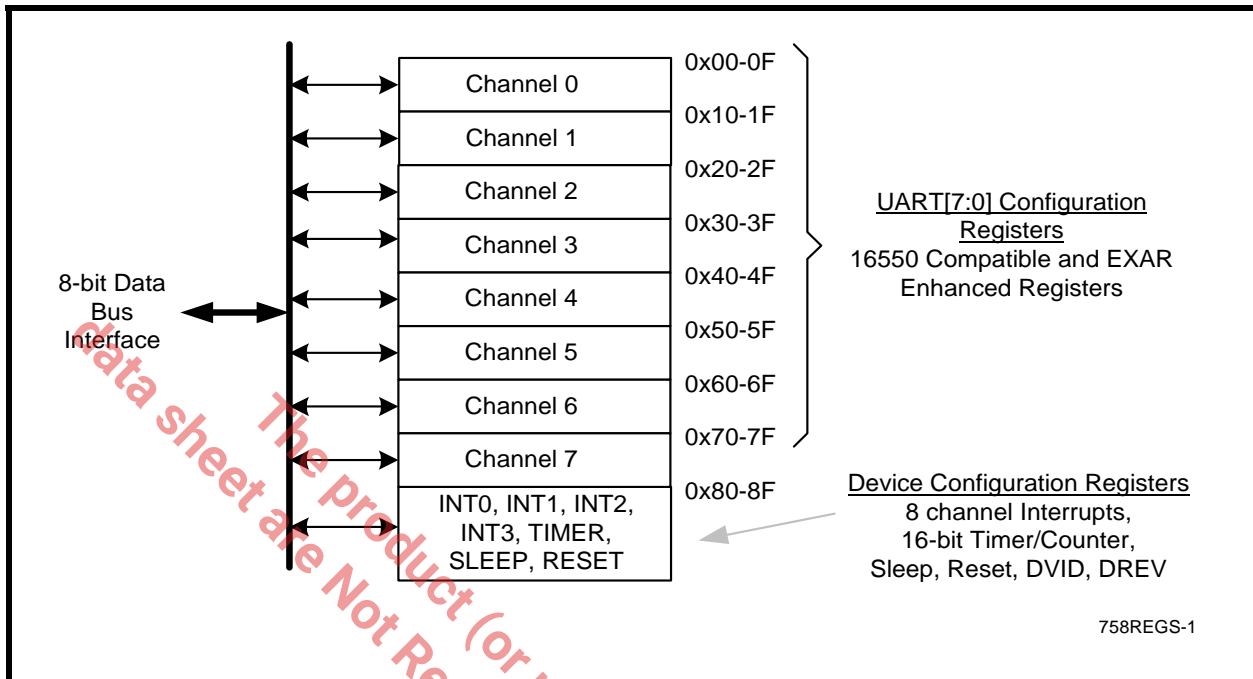 0x00-0F
Channel 0
0x10-1F
Channel 1
0x20-2F
Channel 2
0x30-3F
Channel 3
0x40-4F
Channel 4
0x50-5F
Channel 5
0x60-6F
Channel 6
0x70-7F
Channel 7
0x80-8F
INT0, INT1, INT2,
INT3, TIMER,
SLEEP, RESET
8-bit Data
Bus
Interface
UART[7:0] Configuration
Registers
16550 Compatible and EXAR
Enhanced Registers
Device Configuration Registers
8 channel Interrupts,
16-bit Timer/Counter,
Sleep, Reset, DVID, DREV
758REGS-1
The product (or
data sheet are Not Re